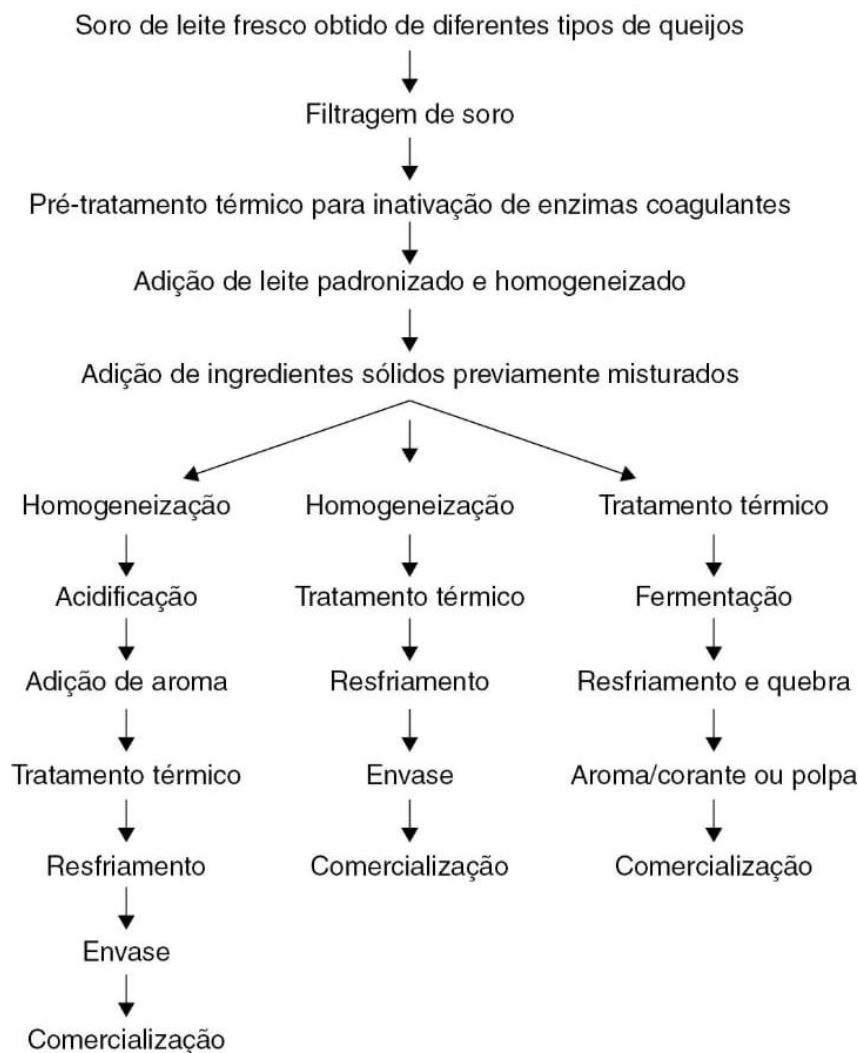 Soro de leite fresco obtido de diferentes tipos de queijos
Filtragem de soro
Pré-tratamento térmico para inativação de enzimas coagulantes
Adição de leite padronizado e homogeneizado
Adição de ingredientes sólidos previamente misturados
Homogeneização
Acidificação
Adição de aroma
Tratamento térmico
Resfriamento
Envase
Comercialização
Homogeneização
Tratamento térmico
Resfriamento
Envase
Comercialização
Tratamento térmico
Fermentação
Resfriamento e quebra
Aroma/corante ou polpa
Comercialização